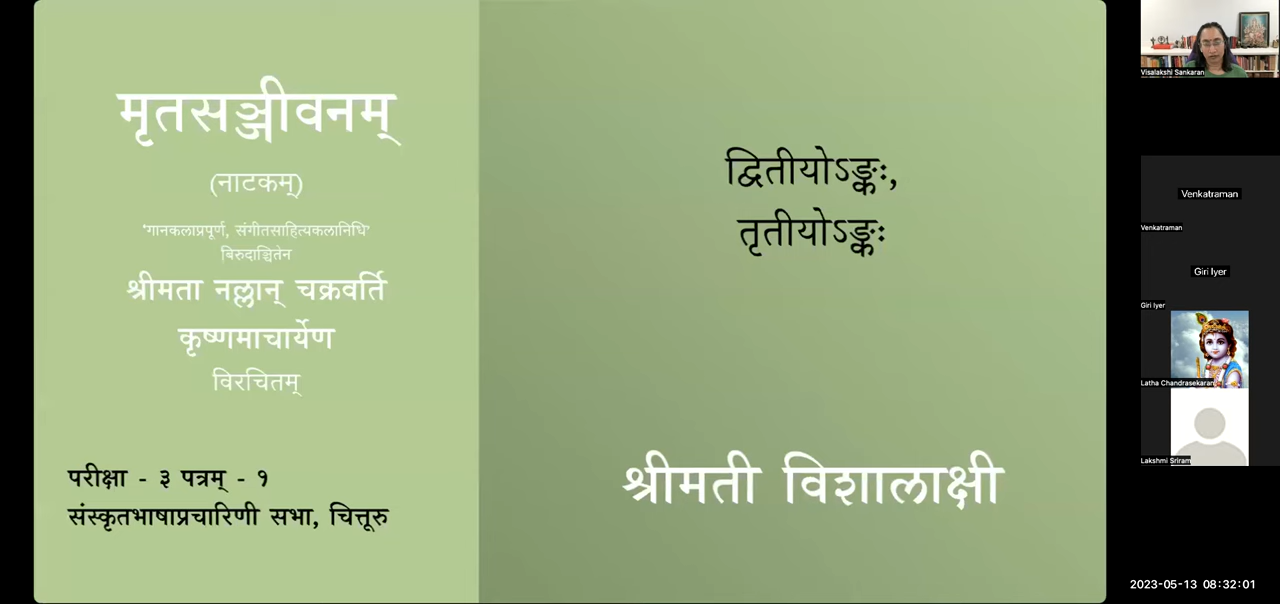 मृतसञ्जीवनम्
(नाटकम्)
‘गानकलाप्रपूर्ण, संगीतसाहित्यकलानिधि’
बिरुदाञ्चितेन
श्रीमता नल्लान् चक्रवर्ति
कृष्णमाचार्येण
विरचितम्
परीक्षा - ३ पत्रम् - १
संस्कृतभाषाप्रचारिणी सभा, चित्तूरु
द्वितीयोऽङ्कः,
तृतीयोऽङ्कः
श्रीमती विशालाक्षी
Visalakshi Sankaran
Venkatraman
Venkatraman
Giri Iyer
Giri Iyer
Latha Chandrasekaran
Lakshmi Sriram
2023-05-13 08:32:01